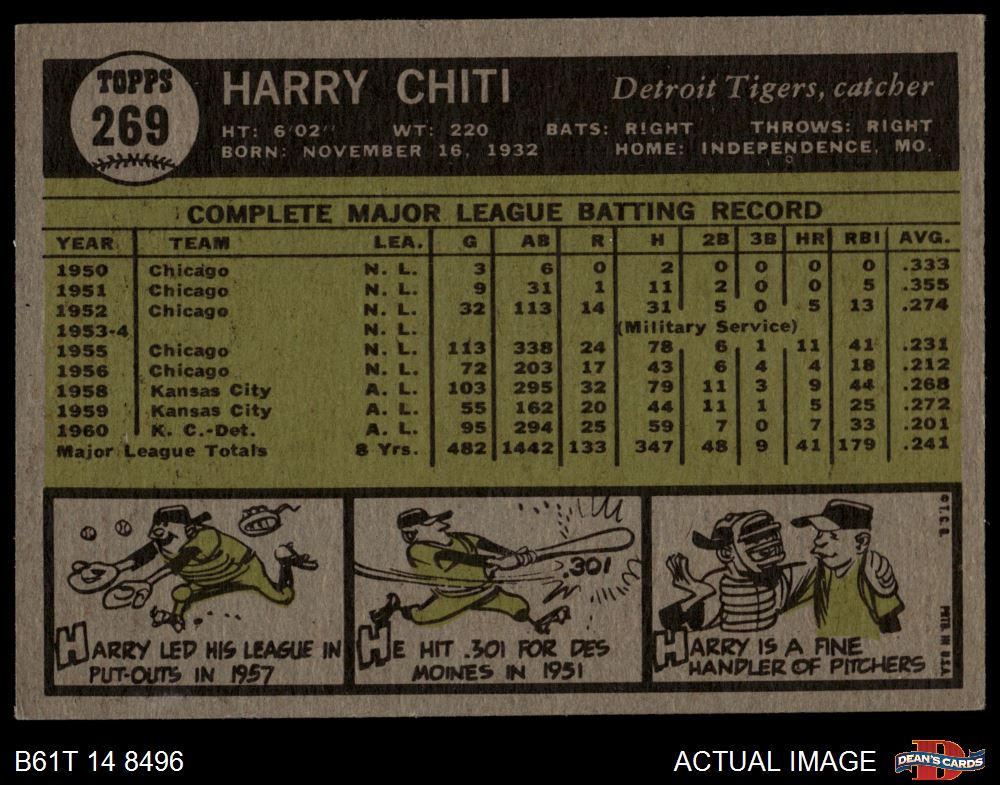 TOPPS
269
HARRY CHITI
Detroit Tigers, catcher
HT: 6'02" WT: 220 BATS: RIGHT THROWS: RIGHT
BORN: NOVEMBER 16, 1932 HOME: INDEPENDENCE, MO.
COMPLETE MAJOR LEAGUE BATTING RECORD
YEAR TEAM LEA. G AB R H 2B 3B HR RBI AVG.
1950 Chicago N. L. 3 6 0 2 0 0 0 0 .333
1951 Chicago N. L. 9 31 1 11 2 0 0 5 .355
1952 Chicago N. L. 32 113 14 31 5 0 5 13 .274
1953-4 N. L. (Military Service)
1955 Chicago N. L. 113 338 24 78 6 1 11 41 .231
1956 Chicago N. L. 72 203 17 43 6 4 4 18 .212
1958 Kansas City A. L. 103 295 32 79 11 3 9 44 .268
1959 Kansas City A. L. 55 162 20 44 11 1 5 25 .272
1960 K. C.-Det. A. L. 95 294 25 59 7 0 7 33 .201
Major League Totals 8 Yrs. 482 1442 133 347 48 9 41 179 .241
HARRY LED HIS LEAGUE IN
PUT-OUTS IN 1957
.301
HE HIT .301 FOR DES
MOINES IN 1951
HARRY IS A FINE
HANDLER OF PITCHERS
© T.C.G.
PRTD. IN U.S.A.
B61T 14 8496
ACTUAL IMAGE
DEAN'S CARDS